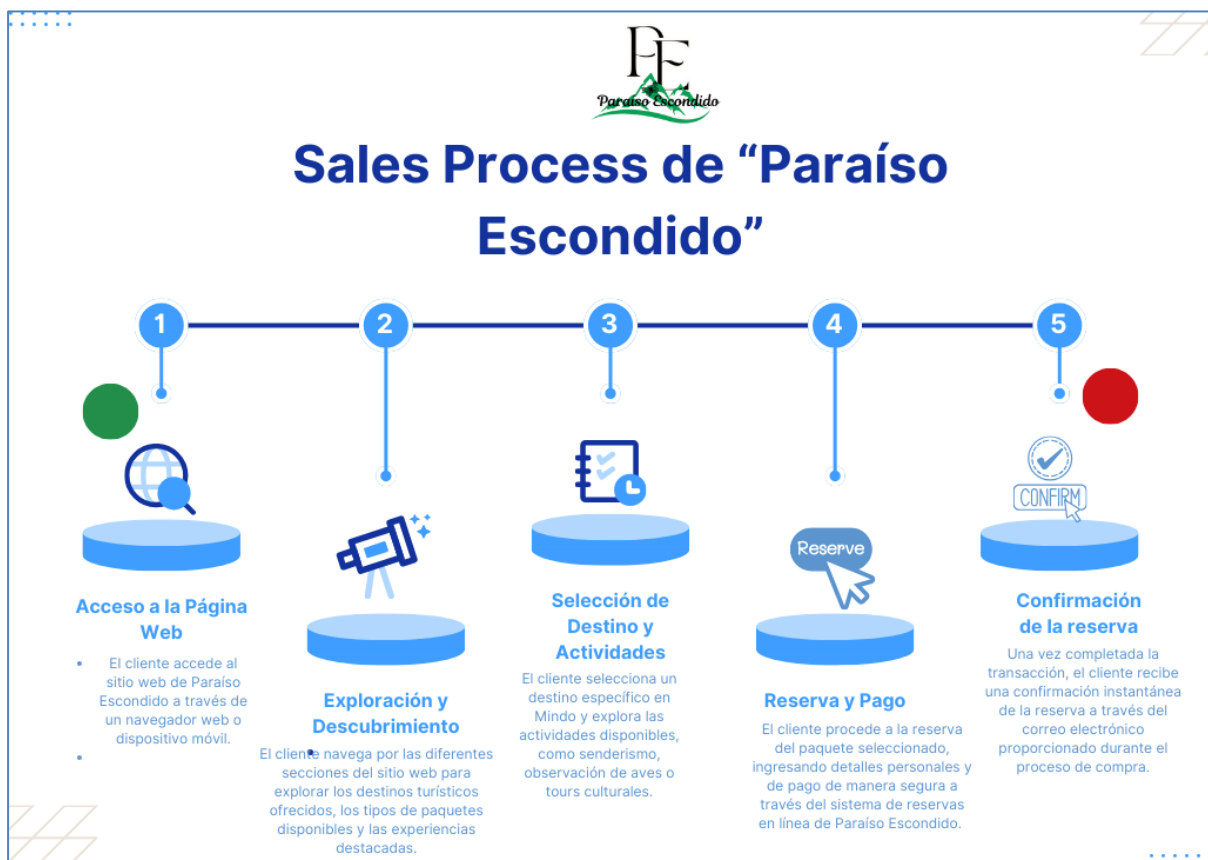 PE
Paraíso Escondido
Sales Process de “Paraíso
Escondido”
1
2
3
4
5
Acceso a la Página
Web
• El cliente accede al
sitio web de Paraíso
Escondido a través de
un navegador web o
dispositivo móvil.
•
Exploración y
Descubrimiento
El cliente navega por las diferentes
secciones del sitio web para
explorar los destinos turísticos
ofrecidos, los tipos de paquetes
disponibles y las experiencias
destacadas.
Selección de
Destino y
Actividades
El cliente selecciona un
destino específico en
Mindo y explora las
actividades disponibles,
como senderismo,
observación de aves o
tours culturales.
Reserve
Reserva y Pago
El cliente procede a la reserva
del paquete seleccionado,
ingresando detalles personales y
de pago de manera segura a
través del sistema de reservas
en línea de Paraíso Escondido.
CONFIRM
Confirmación
de la reserva
Una vez completada la
transacción, el cliente recibe
una confirmación instantánea
de la reserva a través del
correo electrónico
proporcionado durante el
proceso de compra.